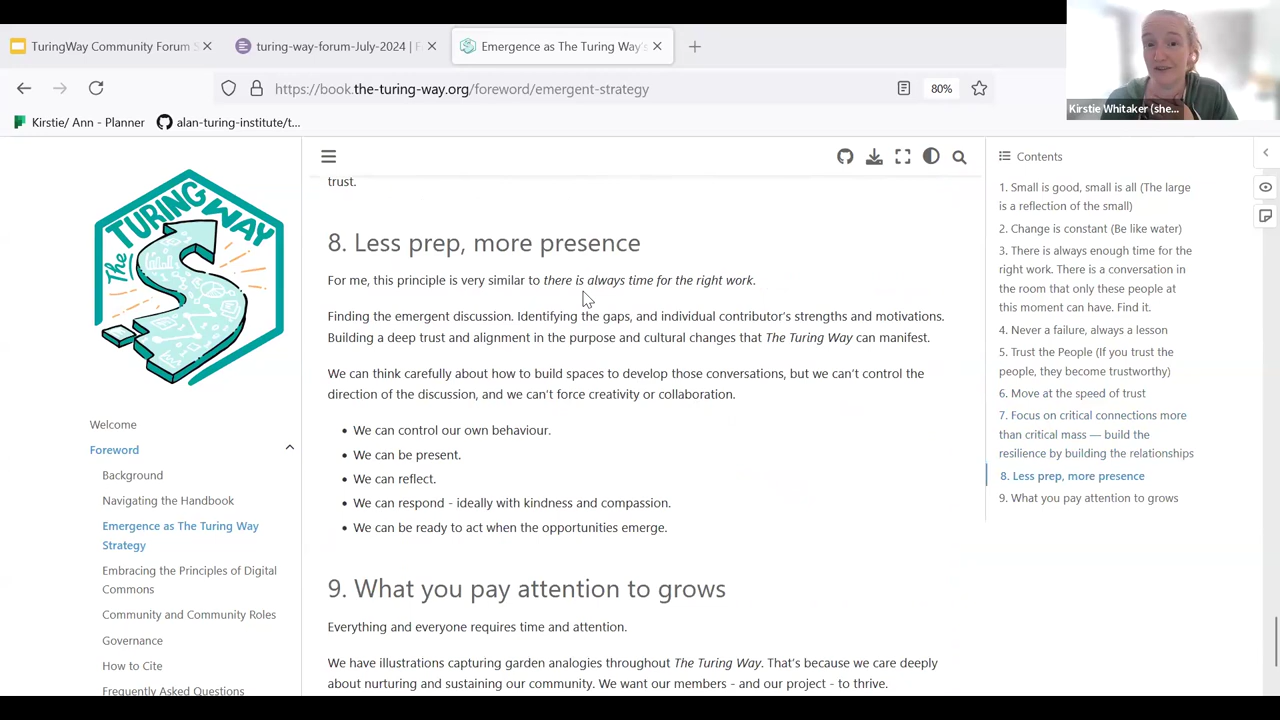 TuringWay Community Forum S
turing-way-forum-July-2024 | F
Emergence as The Turing Way's
https://book.the-turing-way.org/foreword/emergent-strategy
80%
Kirstie Whitaker (she...
Kirstie/ Ann - Planner
alan-turing-institute/t...
The
TURING
WAY
Welcome
Foreword
Background
Navigating the Handbook
Emergence as The Turing Way
Strategy
Embracing the Principles of Digital
Commons
Community and Community Roles
Governance
How to Cite
Frequently Asked Questions
trust.
8. Less prep, more presence
For me, this principle is very similar to there is always time for the right work.
Finding the emergent discussion. Identifying the gaps, and individual contributor's strengths and motivations.
Building a deep trust and alignment in the purpose and cultural changes that The Turing Way can manifest.
We can think carefully about how to build spaces to develop those conversations, but we can't control the
direction of the discussion, and we can't force creativity or collaboration.
• We can control our own behaviour.
• We can be present.
• We can reflect.
• We can respond - ideally with kindness and compassion.
• We can be ready to act when the opportunities emerge.
9. What you pay attention to grows
Everything and everyone requires time and attention.
We have illustrations capturing garden analogies throughout The Turing Way. That's because we care deeply
about nurturing and sustaining our community. We want our members - and our project - to thrive.
Contents
1. Small is good, small is all (The large
is a reflection of the small)
2. Change is constant (Be like water)
3. There is always enough time for the
right work. There is a conversation in
the room that only these people at
this moment can have. Find it.
4. Never a failure, always a lesson
5. Trust the People (If you trust the
people, they become trustworthy)
6. Move at the speed of trust
7. Focus on critical connections more
than critical mass — build the
resilience by building the relationships
8. Less prep, more presence
9. What you pay attention to grows